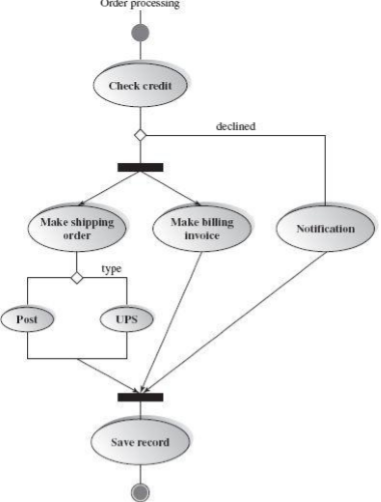 Order processing
Check credit
declined
Make shipping
order
Make billing
invoice
Notification
type
Post
UPS
Save record